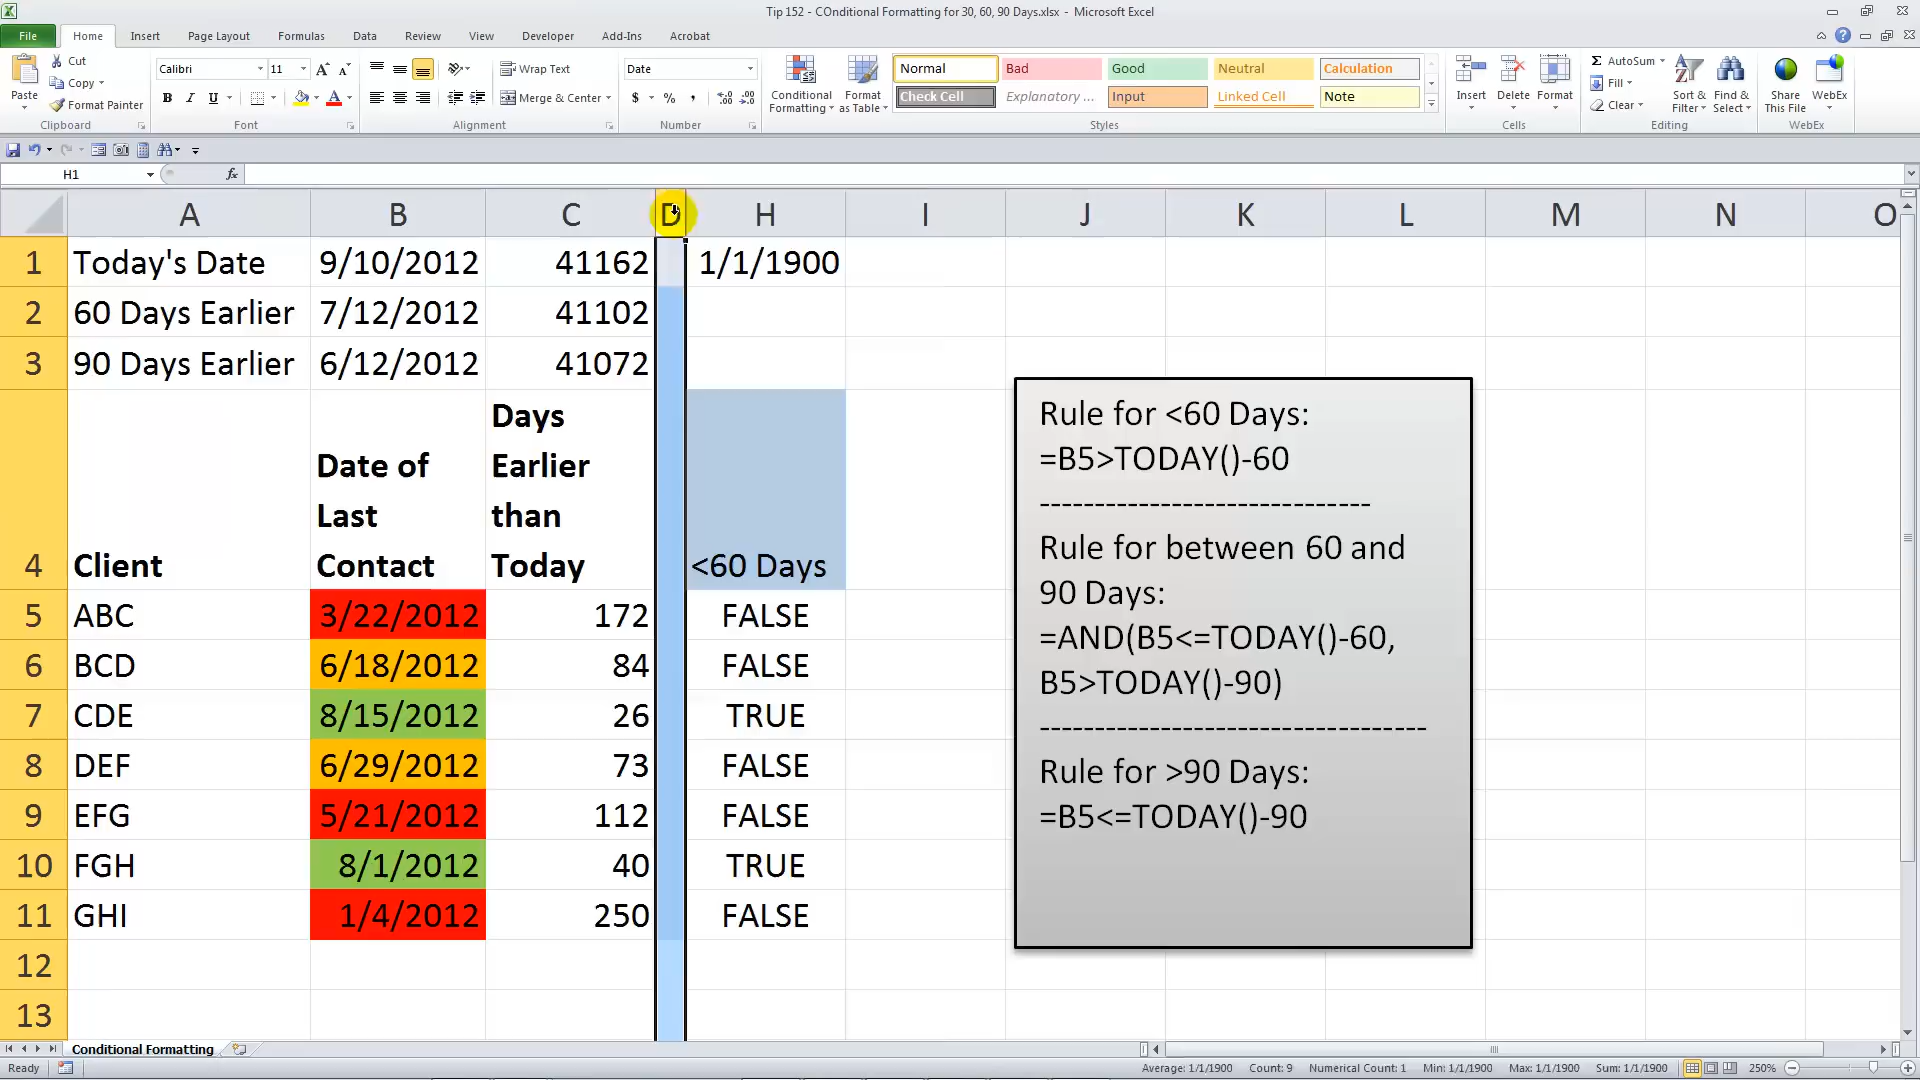 Tip 152 - COnditional Formatting for 30, 60, 90 Days.xlsx - Microsoft Excel
File Home Insert Page Layout Formulas Data Review View Developer Add-Ins Acrobat
Paste
Cut
Copy
Format Painter
Clipboard
Calibri 11
B I U
Font
Wrap Text
Merge & Center
Alignment
Date
$ % ,
Number
Conditional
Formatting
Format
as Table
Normal Bad Good Neutral Calculation
Check Cell Explanatory ... Input Linked Cell Note
Styles
Insert Delete Format
Cells
Σ AutoSum
Fill
Clear
Sort &
Filter
Find &
Select
Editing
Share
This File
WebEx
WebEx
H1 fx
A B C D H I J K L M N O
1 Today's Date 9/10/2012 41162 1/1/1900
2 60 Days Earlier 7/12/2012 41102
3 90 Days Earlier 6/12/2012 41072
4 Client
Date of
Last
Contact
Days
Earlier
than
Today
<60 Days
5 ABC 3/22/2012 172 FALSE
6 BCD 6/18/2012 84 FALSE
7 CDE 8/15/2012 26 TRUE
8 DEF 6/29/2012 73 FALSE
9 EFG 5/21/2012 112 FALSE
10 FGH 8/1/2012 40 TRUE
11 GHI 1/4/2012 250 FALSE
12
13
Rule for <60 Days:
=B5>TODAY()-60
------------------------------
Rule for between 60 and
90 Days:
=AND(B5<=TODAY()-60,
B5>TODAY()-90)
-----------------------------------
Rule for >90 Days:
=B5<=TODAY()-90
Conditional Formatting
Ready Average: 1/1/1900 Count: 9 Numerical Count: 1 Min: 1/1/1900 Max: 1/1/1900 Sum: 1/1/1900 250%